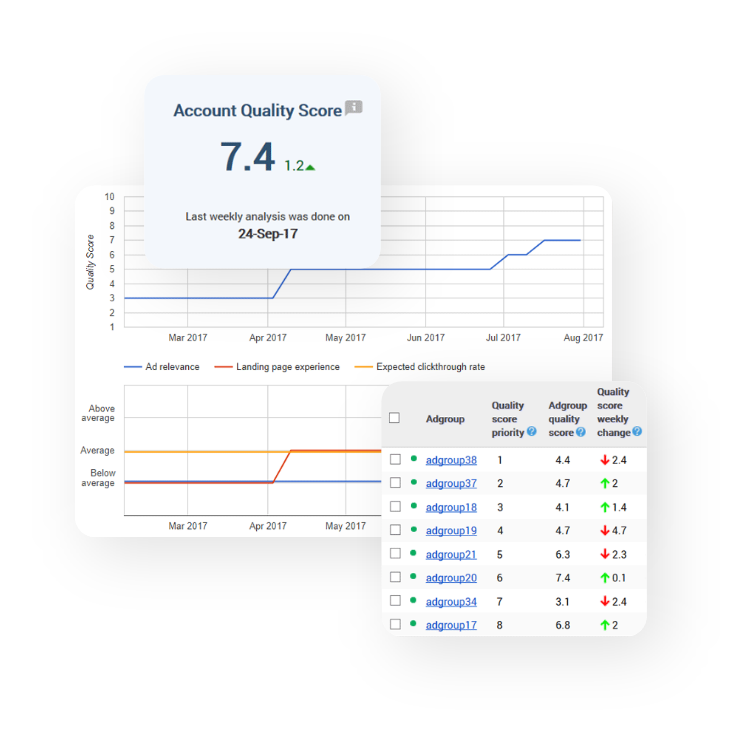 Account Quality Score
i
7.4 1.2
Last weekly analysis was done on
24-Sep-17
Quality Score
10
9
8
7
6
5
4
3
2
1
Mar 2017 Apr 2017 May 2017 Jun 2017 Jul 2017 Aug 2017
Ad relevance Landing page experience Expected clickthrough rate
Above
average
Average
Below
average
Mar 2017 Apr 2017 May 2017
Adgroup
Quality
score
priority ?
Adgroup
quality
score ?
Quality
score
weekly
change ?
adgroup38 1 4.4 2.4
adgroup37 2 4.7 2
adgroup18 3 4.1 1.4
adgroup19 4 4.7 4.7
adgroup21 5 6.3 2.3
adgroup20 6 7.4 0.1
adgroup34 7 3.1 2.4
adgroup17 8 6.8 2